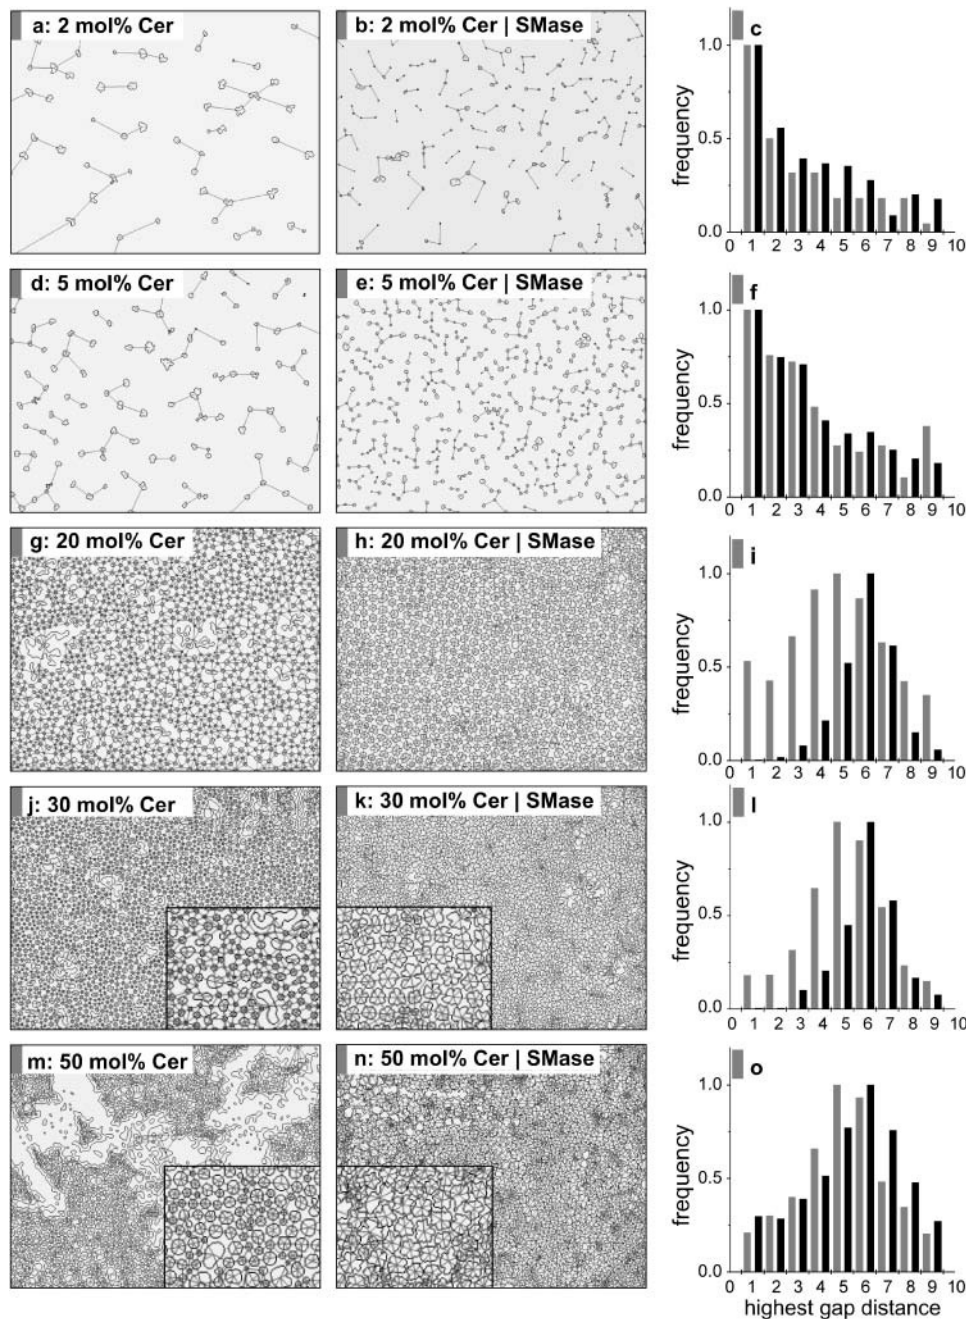 a: 2 mol% Cer
b: 2 mol% Cer | SMase
c
1.0
0.5
0.0
frequency
0 1 2 3 4 5 6 7 8 9 10
d: 5 mol% Cer
e: 5 mol% Cer | SMase
f
1.0
0.5
0.0
frequency
0 1 2 3 4 5 6 7 8 9 10
g: 20 mol% Cer
h: 20 mol% Cer | SMase
i
1.0
0.5
0.0
frequency
0 1 2 3 4 5 6 7 8 9 10
j: 30 mol% Cer
k: 30 mol% Cer | SMase
l
1.0
0.5
0.0
frequency
0 1 2 3 4 5 6 7 8 9 10
m: 50 mol% Cer
n: 50 mol% Cer | SMase
o
1.0
0.5
0.0
frequency
0 1 2 3 4 5 6 7 8 9 10
highest gap distance